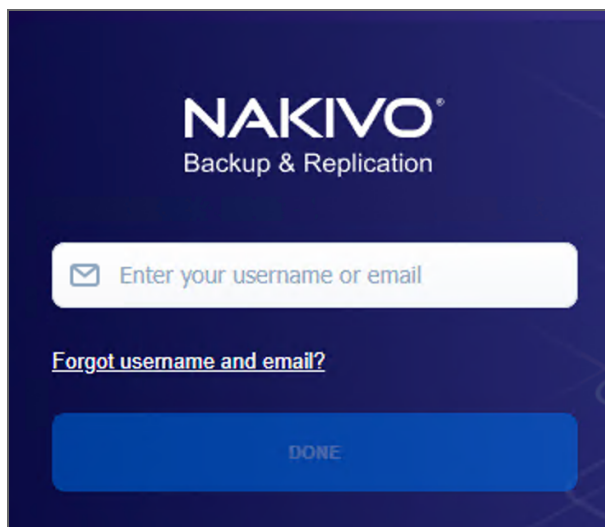 NAKIVO®
Backup & Replication
Enter your username or email
Forgot username and email?
DONE